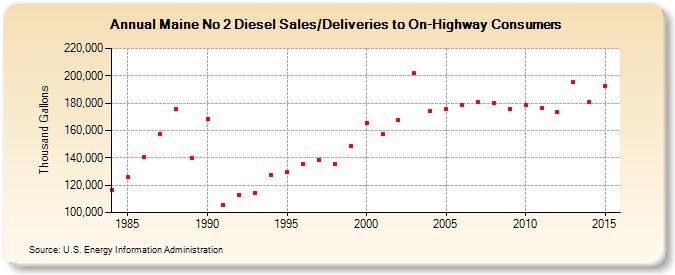 Annual Maine No 2 Diesel Sales/Deliveries to On-Highway Consumers
Thousand Gallons
220,000
200,000
180,000
160,000
140,000
120,000
100,000
1985 1990 1995 2000 2005 2010 2015
Source: U.S. Energy Information Administration